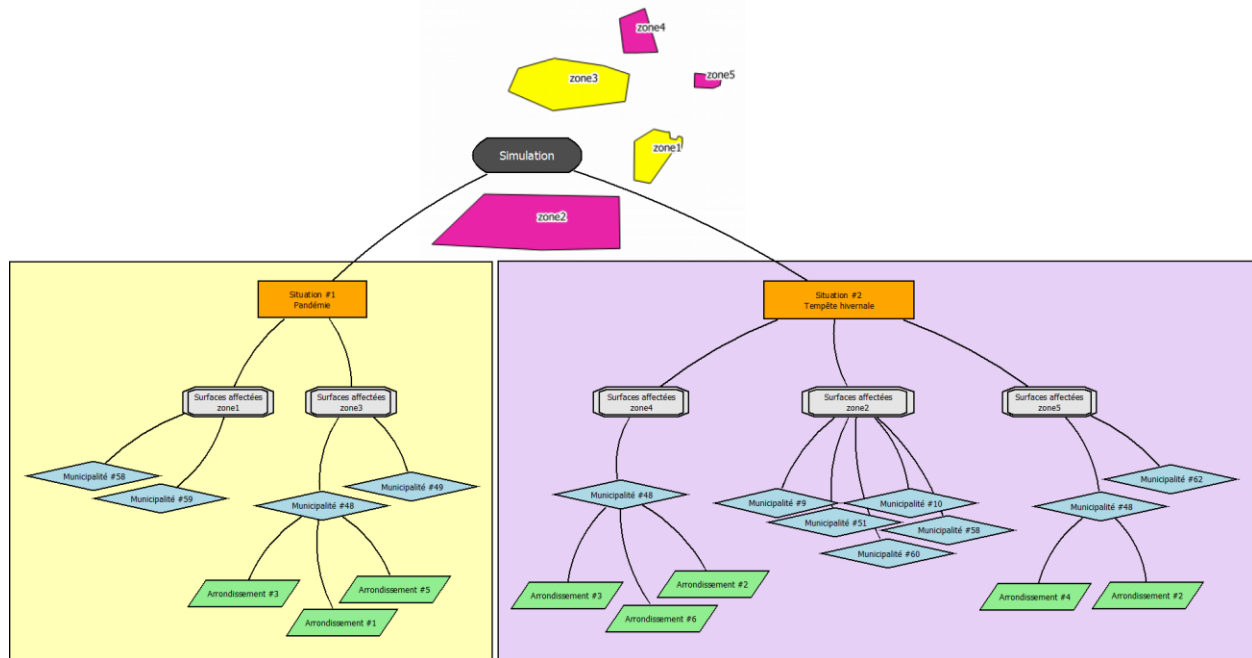 zone4
zone3
zone5
zone1
Simulation
zone2
Situation #1
Pandémie
Situation #2
Tempête hivernale
Surfaces affectées
zone1
Surfaces affectées
zone3
Surfaces affectées
zone4
Surfaces affectées
zone2
Surfaces affectées
zone5
Municipalité #58
Municipalité #59
Municipalité #48
Municipalité #49
Municipalité #48
Municipalité #9
Municipalité #51
Municipalité #10
Municipalité #58
Municipalité #60
Municipalité #48
Municipalité #62
Arrondissement #3
Arrondissement #1
Arrondissement #5
Arrondissement #3
Arrondissement #6
Arrondissement #2
Arrondissement #4
Arrondissement #2